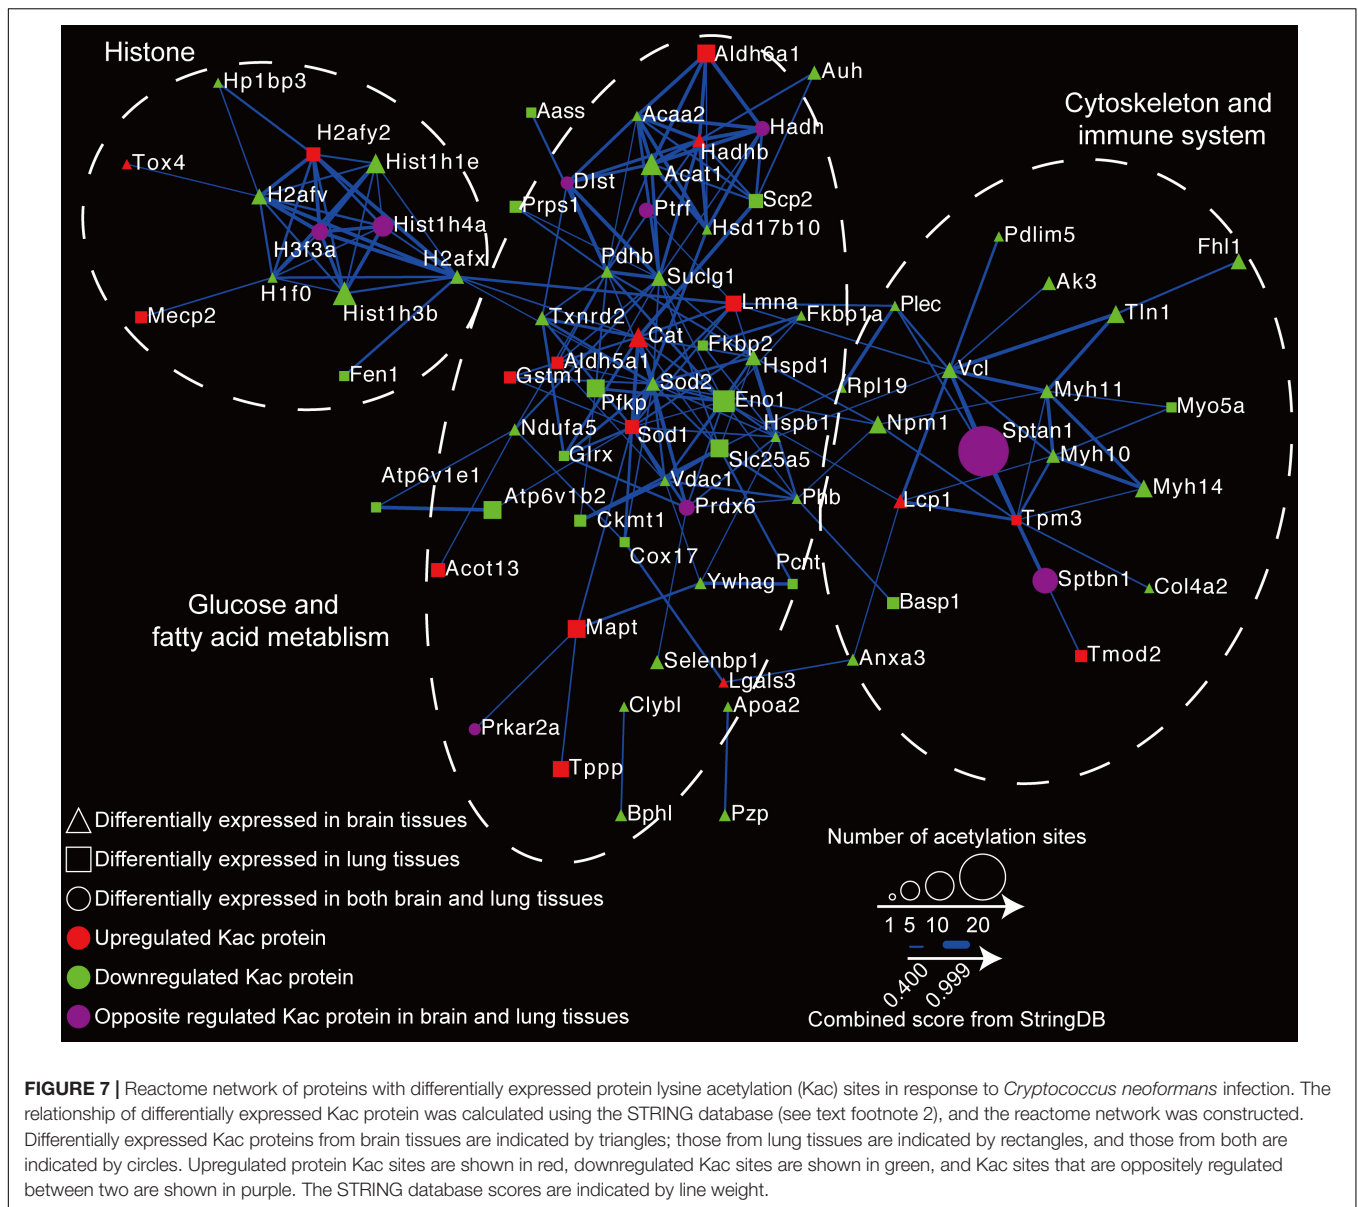 Histone
Hp1bp3
H2afy2
Tox4
Hist1h1e
H2afv
Hist1h4a
H3f3a
H2afx
H1f0
Hist1h3b
Mecp2
Fen1
Aldh6a1
Auh
Aass
Acaa2
Hadh
Hadhb
Acat1
Dlst
Scp2
Prps1
Ptrf
Hsd17b10
Pdhb
Suclg1
Lmna
Txnrd2
Fkbp1a
Cat
Fkbp2
Aldh5a1
Hspd1
Gstm1
Sod2
Pfkp
Eno1
Ndufa5
Sod1
Hspb1
Glrx
Slc25a5
Atp6v1e1
Atp6v1b2
Vdac1
Prdx6
Phb
Ckmt1
Cox17
Pcnt
Acot13
Ywhag
Glucose and
fatty acid metablism
Mapt
Selenbp1
Lgals3
Prkar2a
Clybl
Apoa2
Tppp
Bphl
Pzp
Cytoskeleton and
immune system
Pdlim5
Fhl1
Ak3
Plec
Tln1
Vcl
Rpl19
Myh11
Myo5a
Npm1
Sptan1
Myh10
Myh14
Lcp1
Tpm3
Sptbn1
Col4a2
Basp1
Tmod2
Anxa3
Differentially expressed in brain tissues
Differentially expressed in lung tissues
Differentially expressed in both brain and lung tissues
Upregulated Kac protein
Downregulated Kac protein
Opposite regulated Kac protein in brain and lung tissues
Number of acetylation sites
1 5 10 20
0.400 0.999
Combined score from StringDB
FIGURE 7 | Reactome network of proteins with differentially expressed protein lysine acetylation (Kac) sites in response to Cryptococcus neoformans infection. The
relationship of differentially expressed Kac protein was calculated using the STRING database (see text footnote 2), and the reactome network was constructed.
Differentially expressed Kac proteins from brain tissues are indicated by triangles; those from lung tissues are indicated by rectangles, and those from both are
indicated by circles. Upregulated protein Kac sites are shown in red, downregulated Kac sites are shown in green, and Kac sites that are oppositely regulated
between two are shown in purple. The STRING database scores are indicated by line weight.